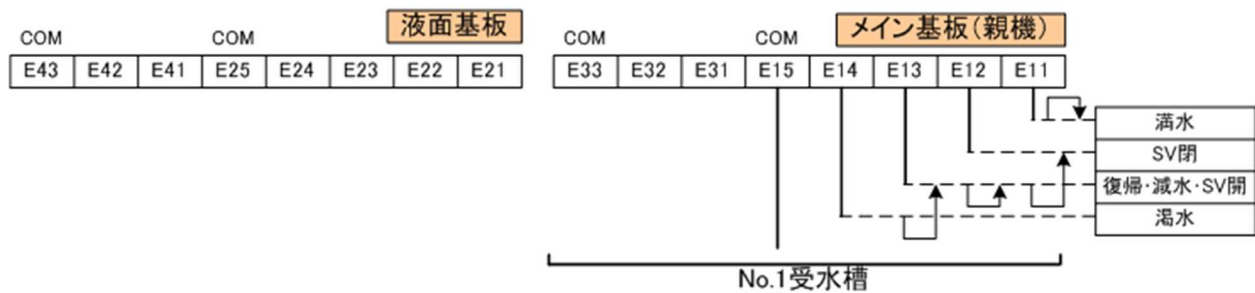 液面基板
メイン基板(親機)
COM COM COM COM
E43 E42 E41 E25 E24 E23 E22 E21 E33 E32 E31 E15 E14 E13 E12 E11
満水
SV閉
復帰・減水・SV開
渇水
No.1受水槽